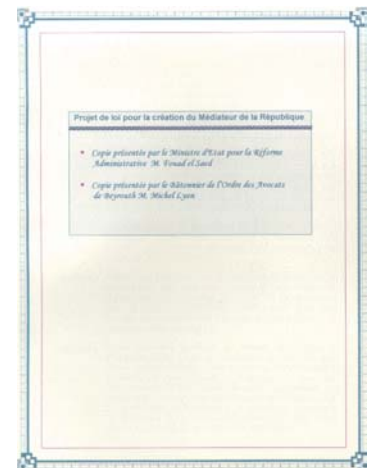 Projet de loi pour la création du Médiateur de la République
• Copie présentée par le Ministre d'Etat pour la Réforme
Administrative M. Fouad el Saed
• Copie présentée par le Bâtonnier de l'Ordre des Avocats
de Beyrouth M. Michel Lyan